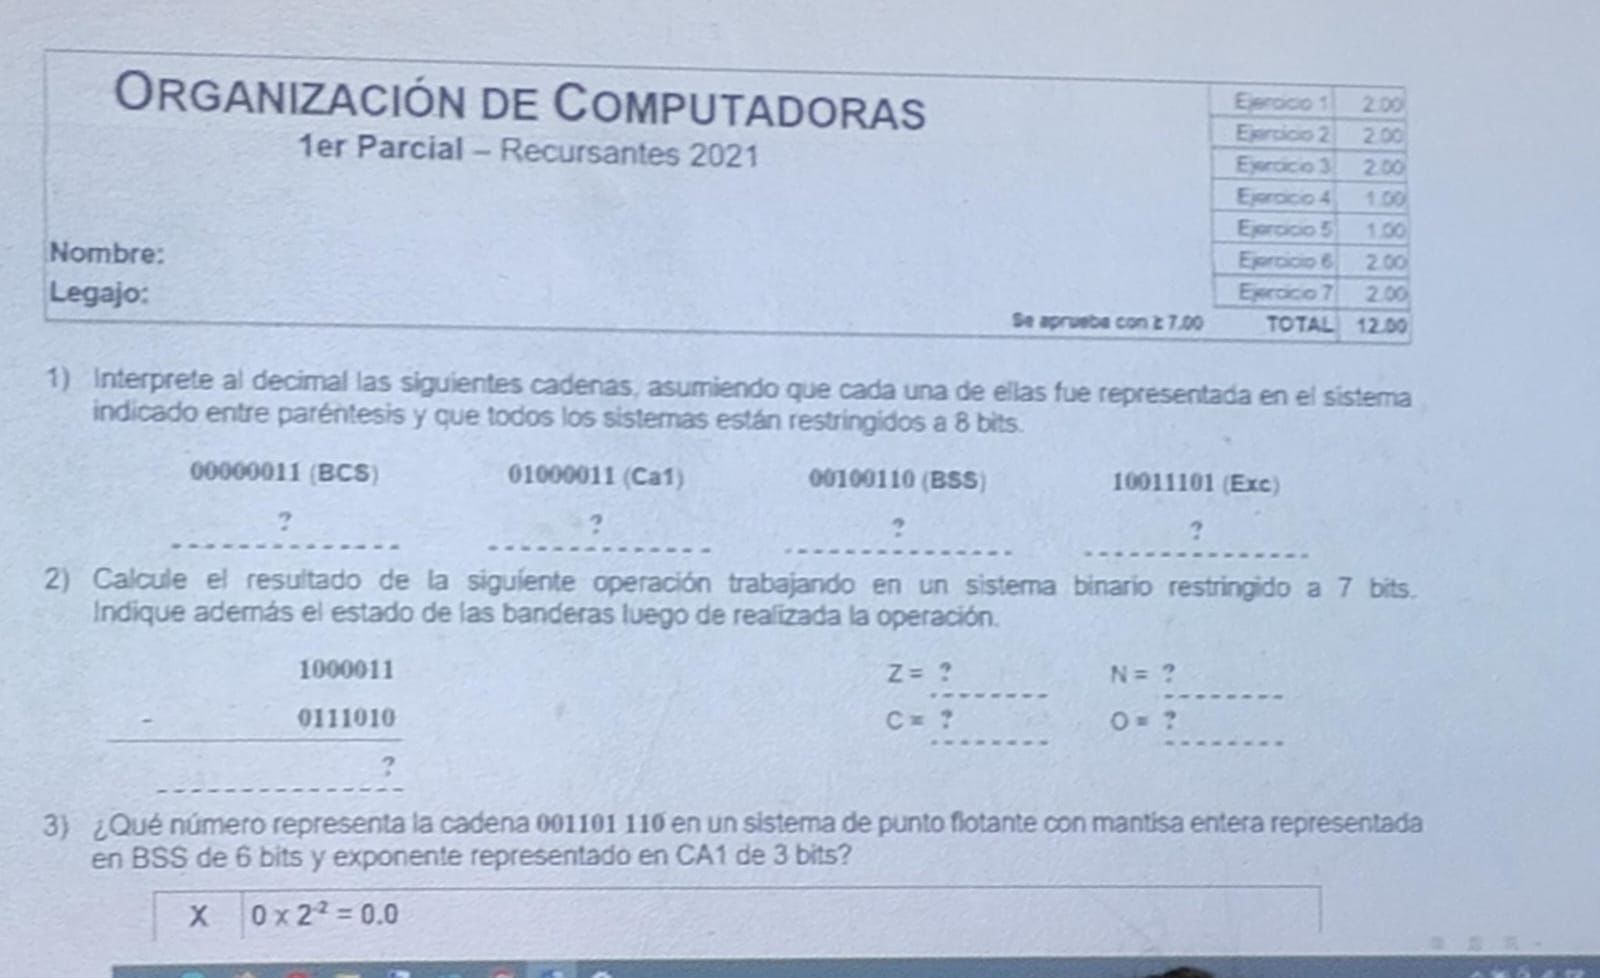 ORGANIZACIÓN DE COMPUTADORAS
1er Parcial – Recursantes 2021
Nombre:
Legajo:
Ejercicio 1 2.00
Ejercicio 2 2.00
Ejercicio 3 2.00
Ejercicio 4 1.00
Ejercicio 5 1.00
Ejercicio 6 2.00
Ejercicio 7 2.00
Se aprueba con ≥ 7.00 TOTAL 12.00
1) Interprete al decimal las siguientes cadenas, asumiendo que cada una de ellas fue representada en el sistema
indicado entre paréntesis y que todos los sistemas están restringidos a 8 bits.
00000011 (BCS) 01000011 (Ca1) 00100110 (BSS) 10011101 (Exc)
? ? ? ?
2) Calcule el resultado de la siguiente operación trabajando en un sistema binario restringido a 7 bits.
Indique además el estado de las banderas luego de realizada la operación.
1000011 Z = ? N = ?
- 0111010 C = ? O = ?
?
3) ¿Qué número representa la cadena 001101 110 en un sistema de punto flotante con mantisa entera representada
en BSS de 6 bits y exponente representado en CA1 de 3 bits?
X 0 x 2⁻² = 0.0